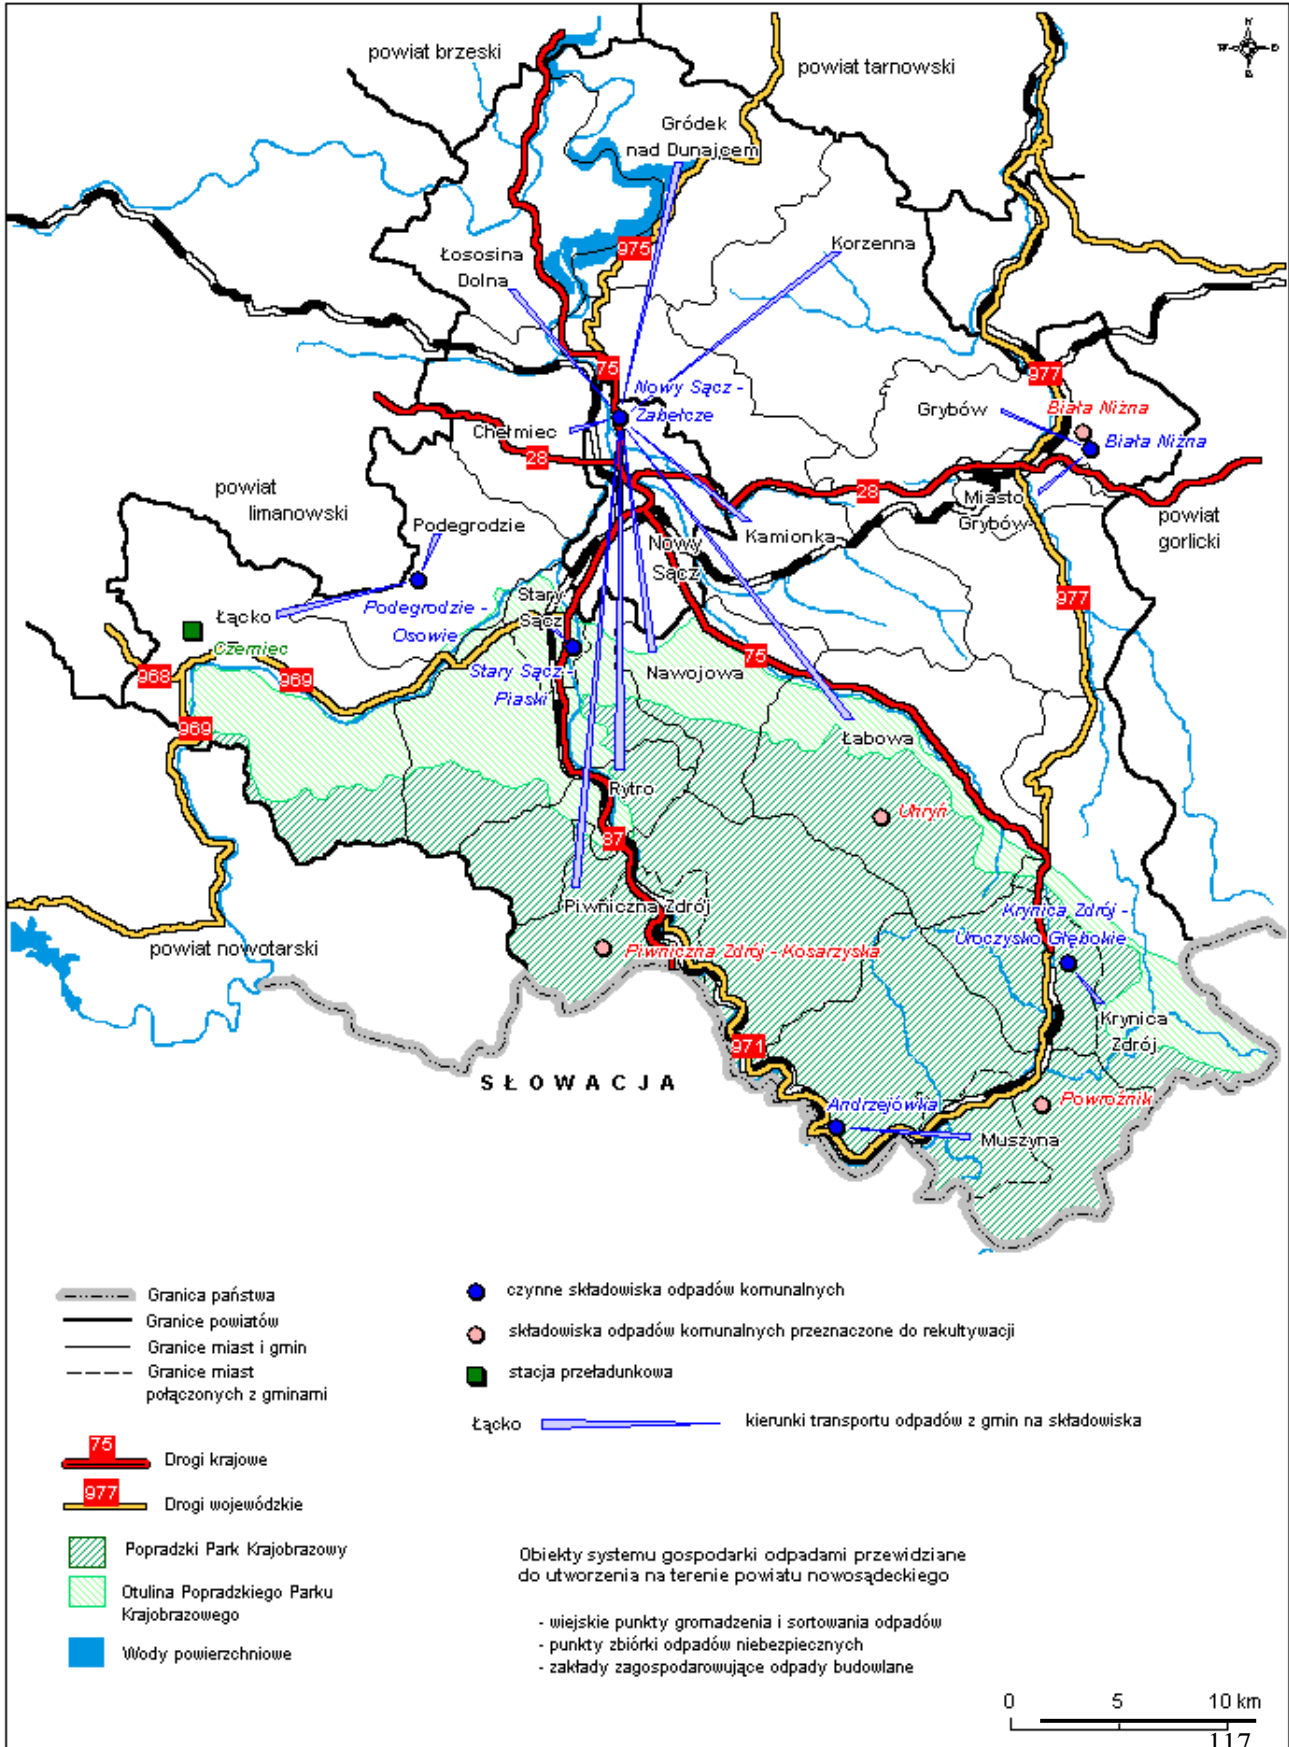 N
W
O
S
powiat brzeski
powiat tarnowski
Gródek
nad Dunajcem
975
Łososina
Dolna
Korzenna
75
Nowy Sącz -
Zabełcze
977
Grybów
Biała Niżna
Biała Niżna
Chełmiec
28
28
powiat
limanowski
Podegrodzie
Miasto
Grybów
powiat
gorlicki
Kamionka
Nowy
Sącz
977
Łącko
Podegrodzie -
Osowie
Stary
Sącz
Czerniec
968
969
Stary Sącz -
Piaski
Nawojowa
75
969
Łabowa
Rytro
Uhryń
87
Piwniczna Zdrój
Krynica Zdrój -
Uroczysko Głębokie
powiat nowotarski
Piwniczna Zdrój - Kosarzyska
Krynica
Zdrój
971
SŁOWACJA
Andrzejówka
Powroźnik
Muszyna
Granica państwa
Granice powiatów
Granice miast i gmin
Granice miast
połączonych z gminami
czynne składowiska odpadów komunalnych
składowiska odpadów komunalnych przeznaczone do rekultywacji
stacja przeładunkowa
Łącko
kierunki transportu odpadów z gmin na składowiska
75
Drogi krajowe
977
Drogi wojewódzkie
Popradzki Park Krajobrazowy
Otulina Popradzkiego Parku
Krajobrazowego
Wody powierzchniowe
Obiekty systemu gospodarki odpadami przewidziane
do utworzenia na terenie powiatu nowosądeckiego
- wiejskie punkty gromadzenia i sortowania odpadów
- punkty zbiórki odpadów niebezpiecznych
- zakłady zagospodarowujące odpady budowlane
0 5 10 km
117